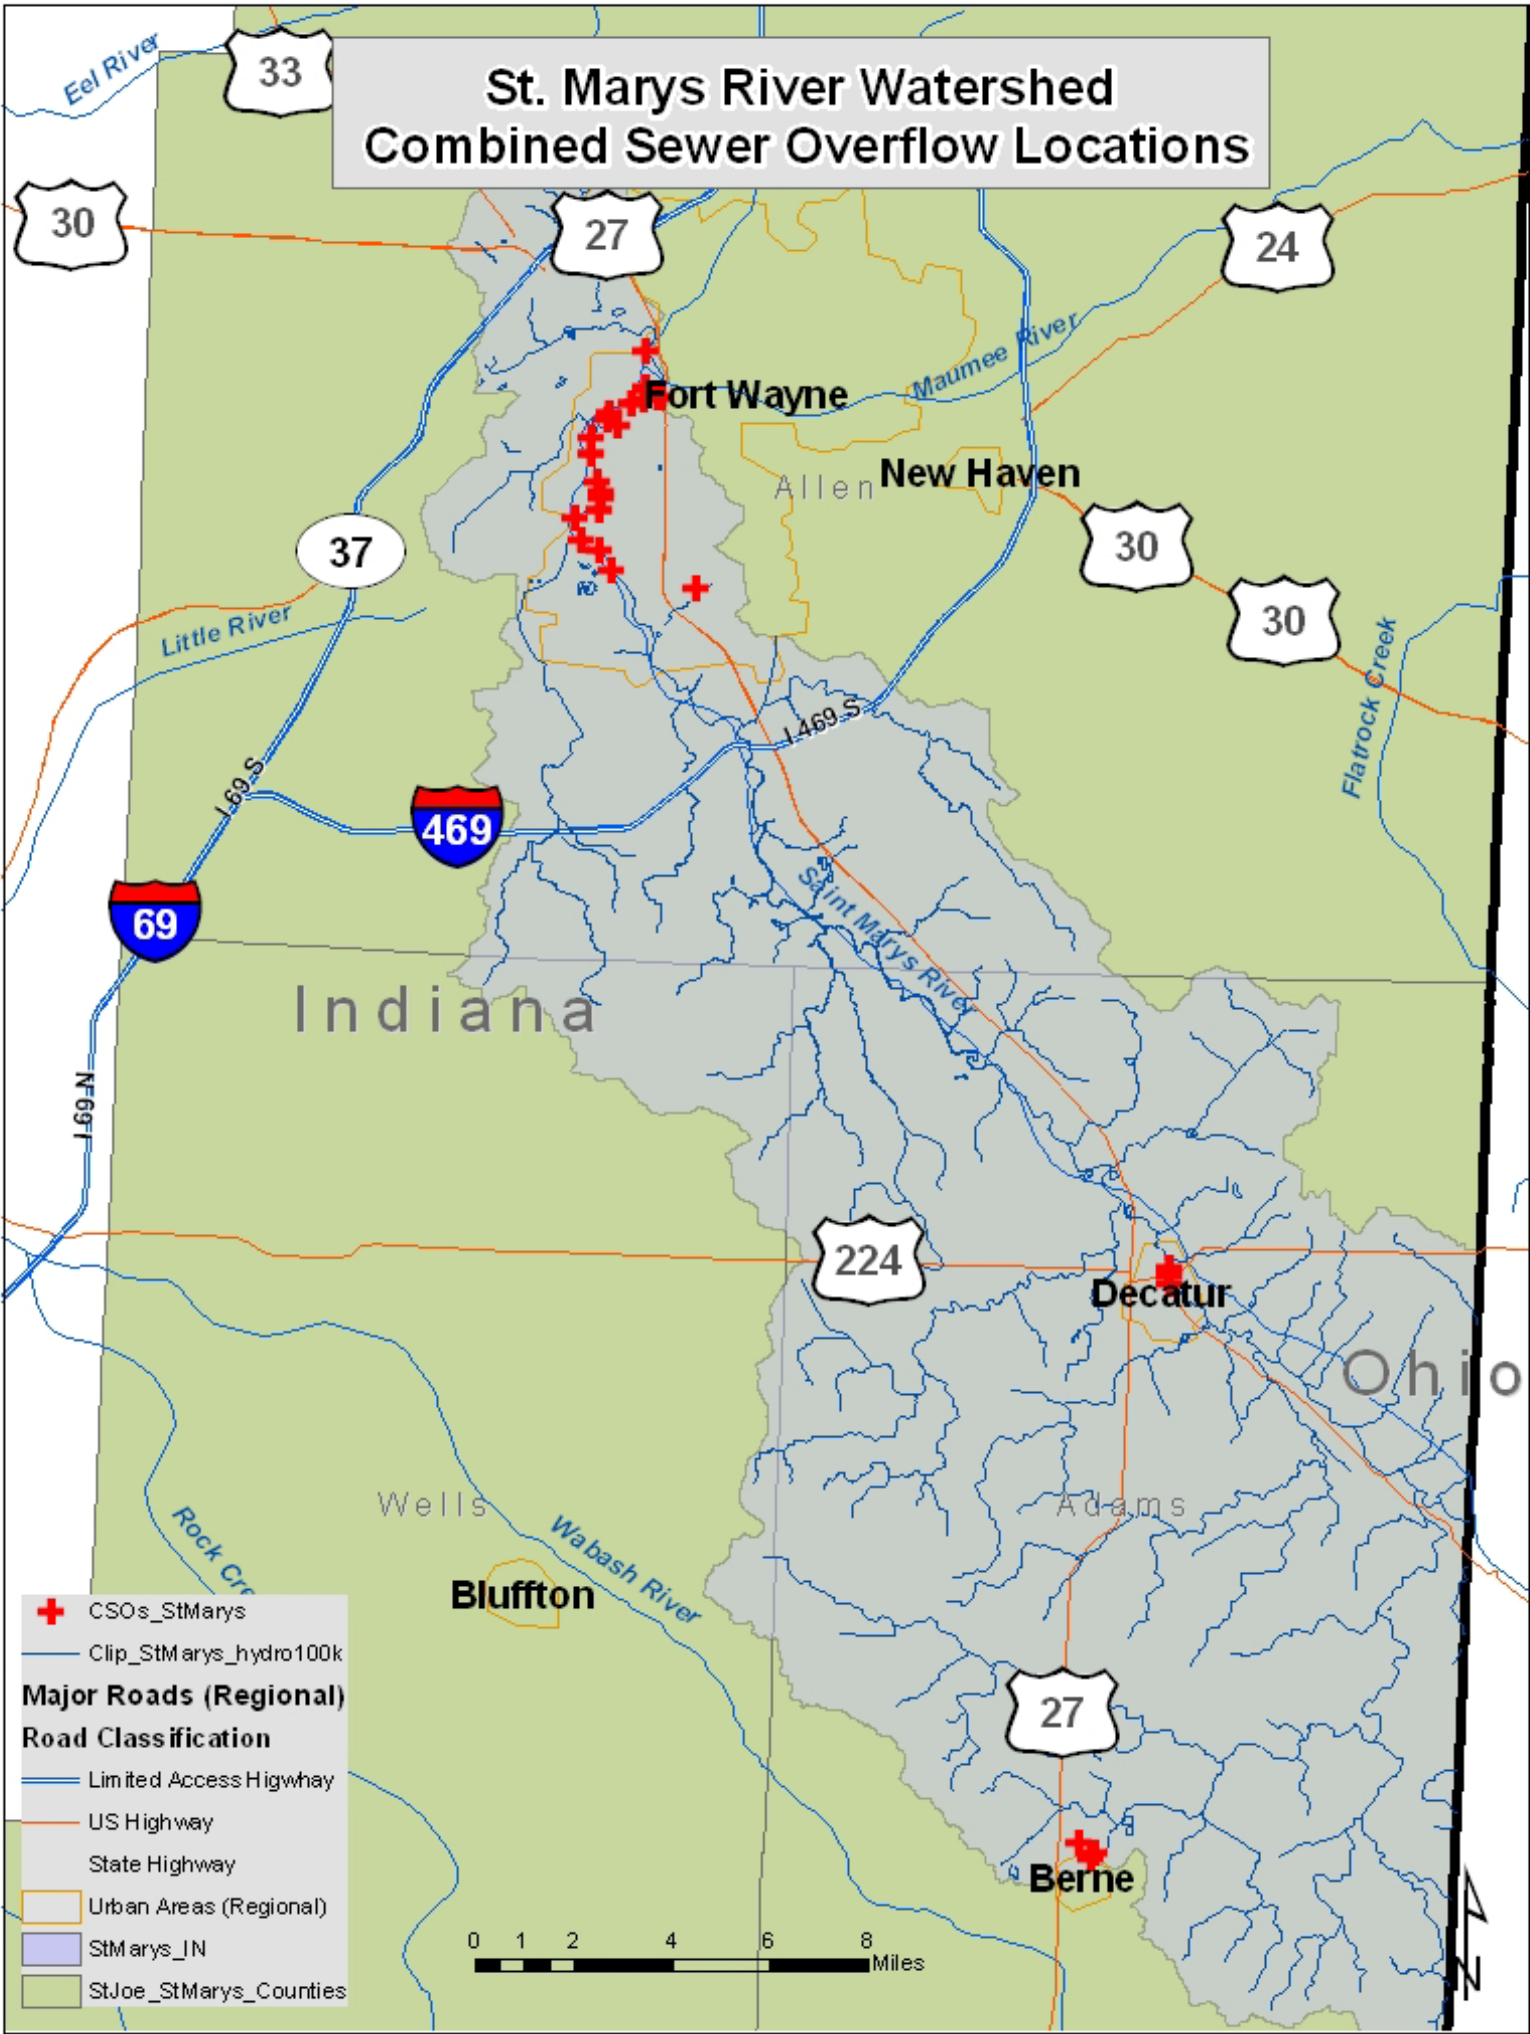 Eel River
33
St. Marys River Watershed
Combined Sewer Overflow Locations
30
27
24
Maumee River
Fort Wayne
New Haven
Allen
30
37
30
Little River
Flatrock Creek
I 469 S
I 69 S
469
69
Saint Marys River
Indiana
I 69 N
224
Decatur
Ohio
Wells
Adams
Rock Cre
Wabash River
Bluffton
27
Berne
CSOs_StMarys
Clip_StMarys_hydro100k
Major Roads (Regional)
Road Classification
Limited Access Higwhay
US Highway
State Highway
Urban Areas (Regional)
StMarys_IN
StJoe_StMarys_Counties
0 1 2 4 6 8
Miles
N